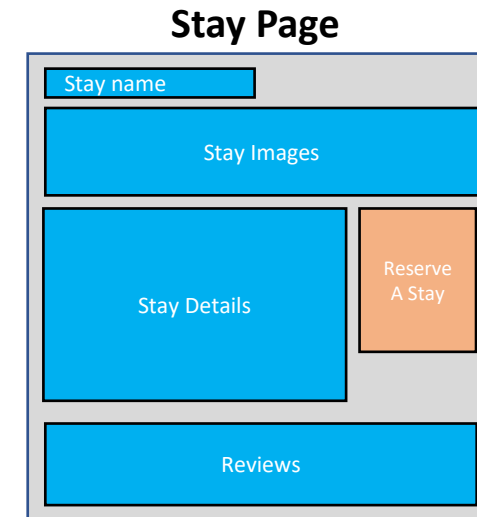 Stay Page
Stay name
Stay Images
Stay Details
Reserve
A Stay
Reviews